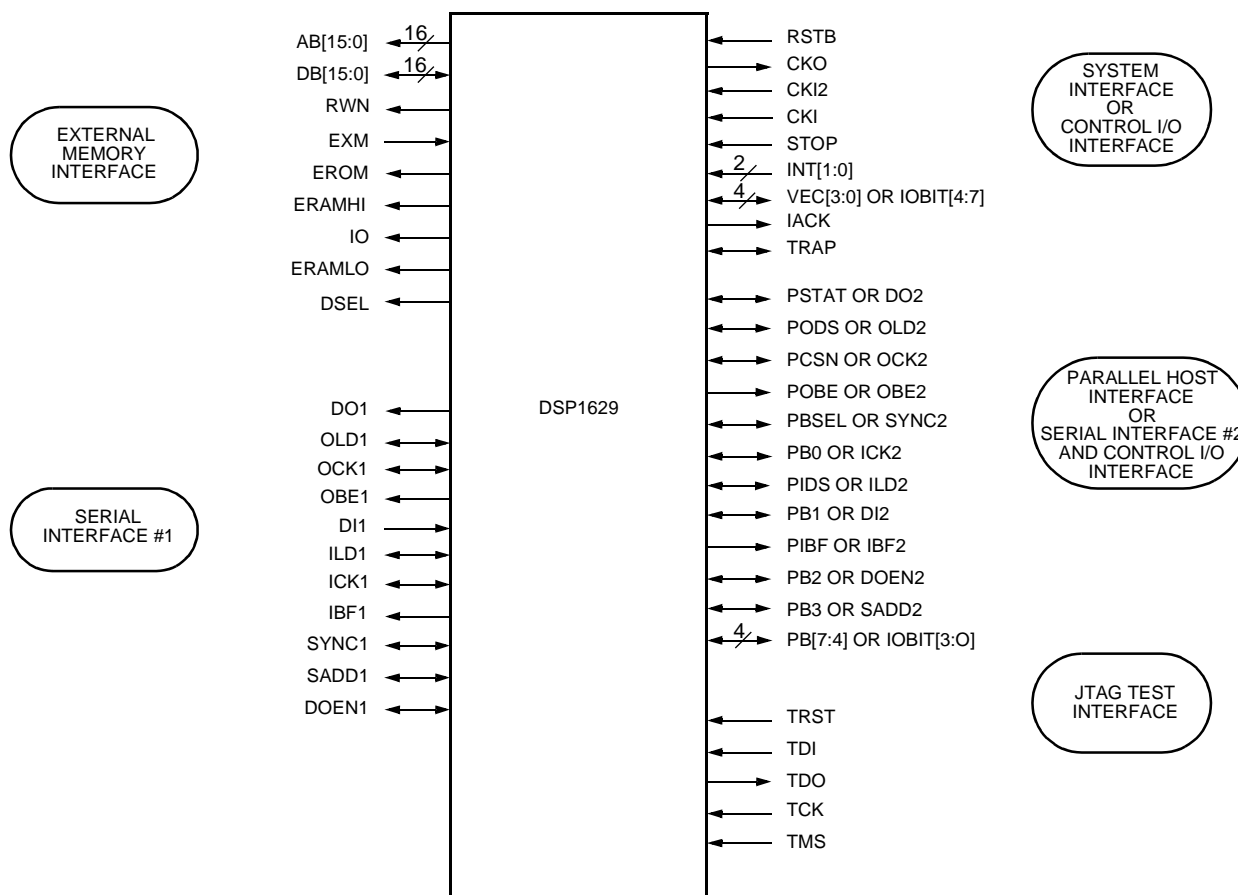 EXTERNAL
MEMORY
INTERFACE
SERIAL
INTERFACE #1
AB[15:0]
16
DB[15:0]
16
RWN
EXM
EROM
ERAMHI
IO
ERAMLO
DSEL
DO1
OLD1
OCK1
OBE1
DI1
ILD1
ICK1
IBF1
SYNC1
SADD1
DOEN1
DSP1629
RSTB
CKO
CKI2
CKI
STOP
2
INT[1:0]
4
VEC[3:0] OR IOBIT[4:7]
IACK
TRAP
PSTAT OR DO2
PODS OR OLD2
PCSN OR OCK2
POBE OR OBE2
PBSEL OR SYNC2
PB0 OR ICK2
PIDS OR ILD2
PB1 OR DI2
PIBF OR IBF2
PB2 OR DOEN2
PB3 OR SADD2
4
PB[7:4] OR IOBIT[3:O]
TRST
TDI
TDO
TCK
TMS
SYSTEM
INTERFACE
OR
CONTROL I/O
INTERFACE
PARALLEL HOST
INTERFACE
OR
SERIAL INTERFACE #2
AND CONTROL I/O
INTERFACE
JTAG TEST
INTERFACE